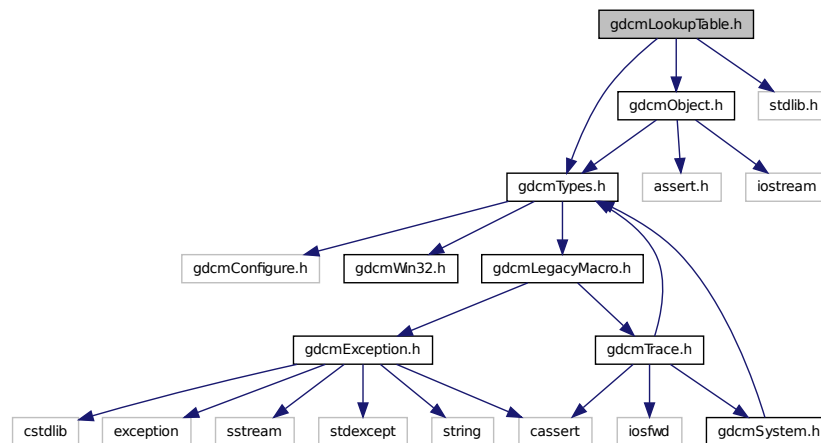 gdcmLookupTable.h
gdcmObject.h
stdlib.h
gdcmTypes.h
assert.h
iostream
gdcmConfigure.h
gdcmWin32.h
gdcmLegacyMacro.h
gdcmException.h
gdcmTrace.h
cstdlib
exception
sstream
stdexcept
string
cassert
iosfwd
gdcmSystem.h